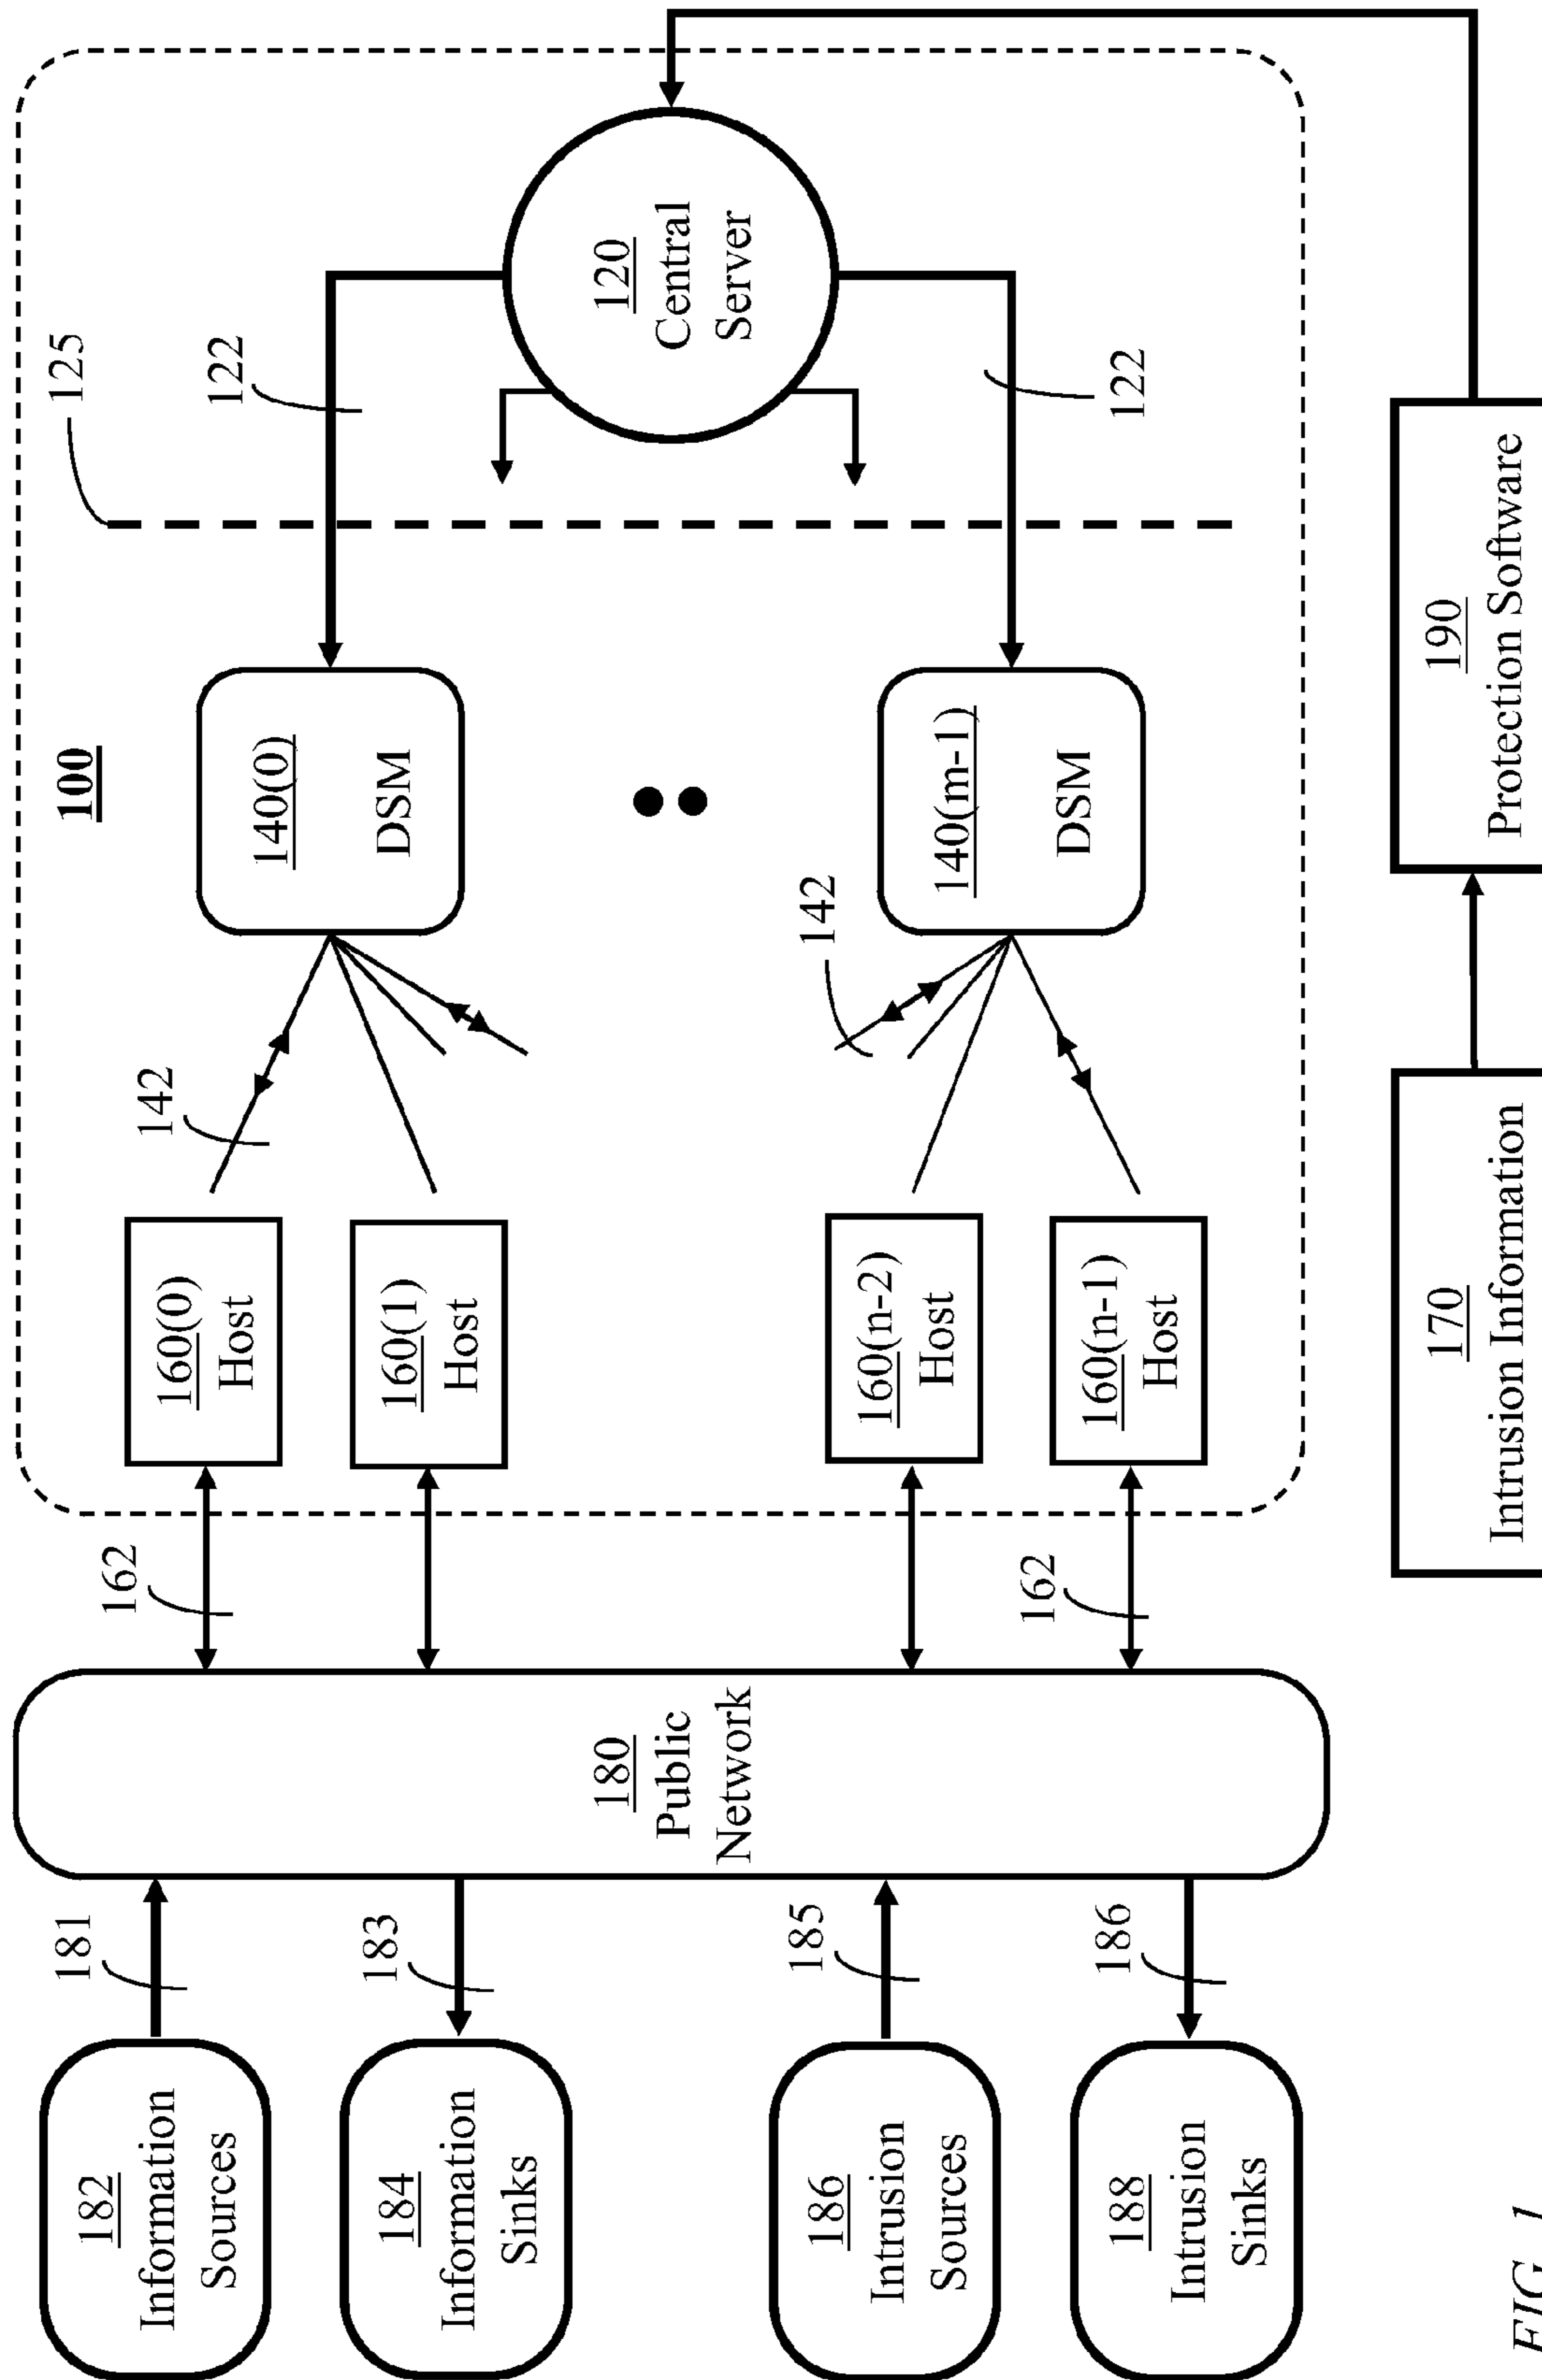 100
125
182
Information
Sources
181
184
Information
Sinks
183
186
Intrusion
Sources
185
188
Intrusion
Sinks
186
180
Public
Network
162
162
160(0)
Host
160(1)
Host
160(n-2)
Host
160(n-1)
Host
142
142
140(0)
DSM
140(m-1)
DSM
122
122
120
Central
Server
170
Intrusion Information
190
Protection Software
FIG. 1